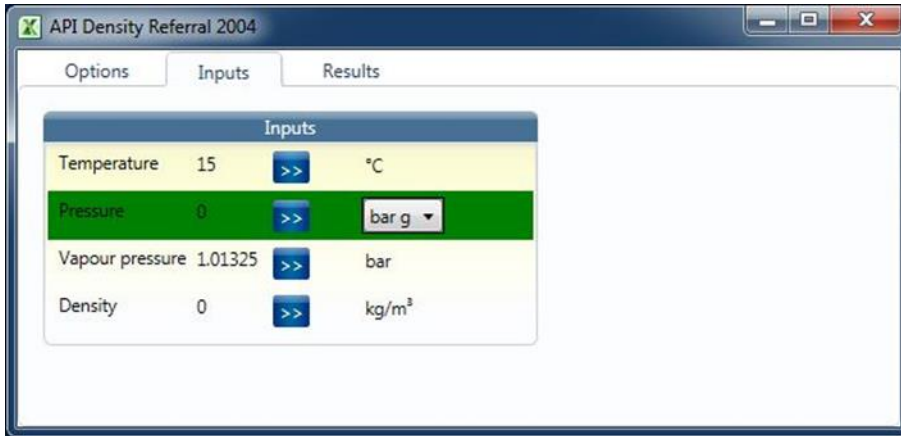 API Density Referral 2004
Options Inputs Results
Inputs
Temperature 15 >> °C
Pressure 0 >> bar g
Vapour pressure 1.01325 >> bar
Density 0 >> kg/m³